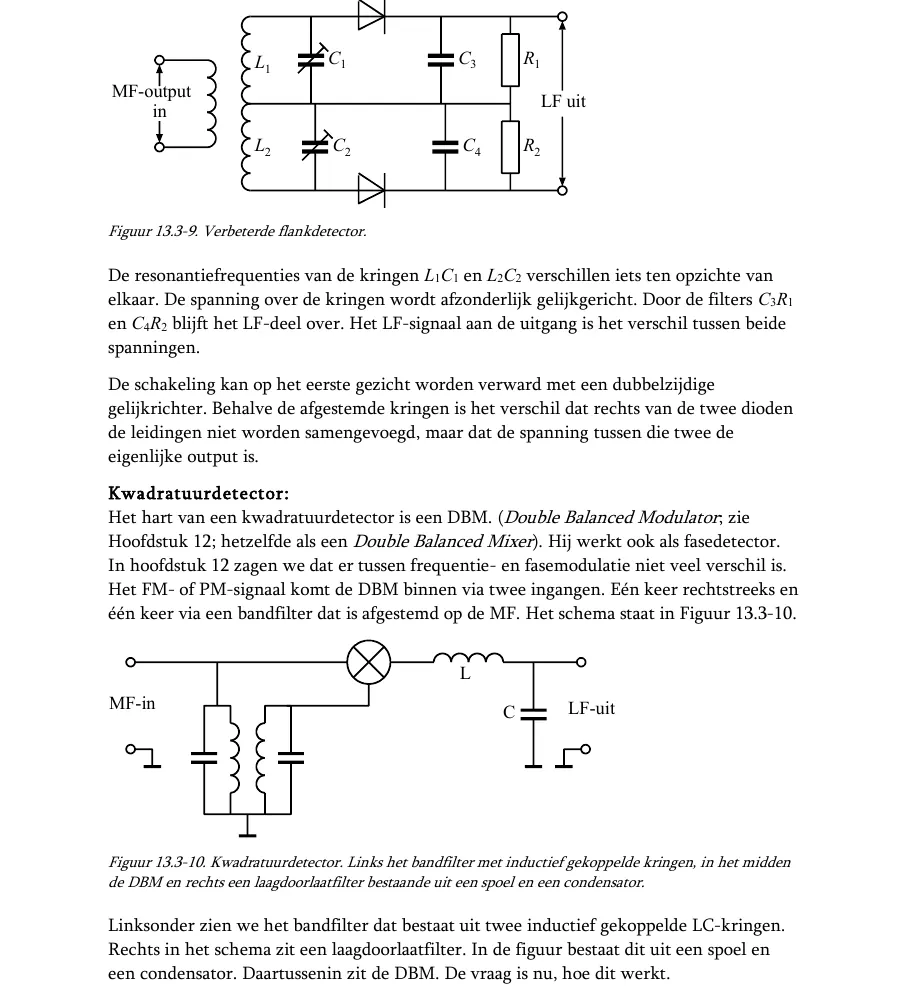 L1
C1
C3
R1
MF-output
in
LF uit
L2
C2
C4
R2
Figuur 13.3-9. Verbeterde flankdetector.
De resonantiefrequenties van de kringen L1C1 en L2C2 verschillen iets ten opzichte van
elkaar. De spanning over de kringen wordt afzonderlijk gelijkgericht. Door de filters C3R1
en C4R2 blijft het LF-deel over. Het LF-signaal aan de uitgang is het verschil tussen beide
spanningen.
De schakeling kan op het eerste gezicht worden verward met een dubbelzijdige
gelijkrichter. Behalve de afgestemde kringen is het verschil dat rechts van de twee dioden
de leidingen niet worden samengevoegd, maar dat de spanning tussen die twee de
eigenlijke output is.
Kwadratuurdetector:
Het hart van een kwadratuurdetector is een DBM. (Double Balanced Modulator; zie
Hoofdstuk 12; hetzelfde als een Double Balanced Mixer). Hij werkt ook als fasedetector.
In hoofdstuk 12 zagen we dat er tussen frequentie- en fasemodulatie niet veel verschil is.
Het FM- of PM-signaal komt de DBM binnen via twee ingangen. Eén keer rechtstreeks en
één keer via een bandfilter dat is afgestemd op de MF. Het schema staat in Figuur 13.3-10.
L
MF-in
C
LF-uit
Figuur 13.3-10. Kwadratuurdetector. Links het bandfilter met inductief gekoppelde kringen, in het midden
de DBM en rechts een laagdoorlaatfilter bestaande uit een spoel en een condensator.
Linksonder zien we het bandfilter dat bestaat uit twee inductief gekoppelde LC-kringen.
Rechts in het schema zit een laagdoorlaatfilter. In de figuur bestaat dit uit een spoel en
een condensator. Daartussenin zit de DBM. De vraag is nu, hoe dit werkt.